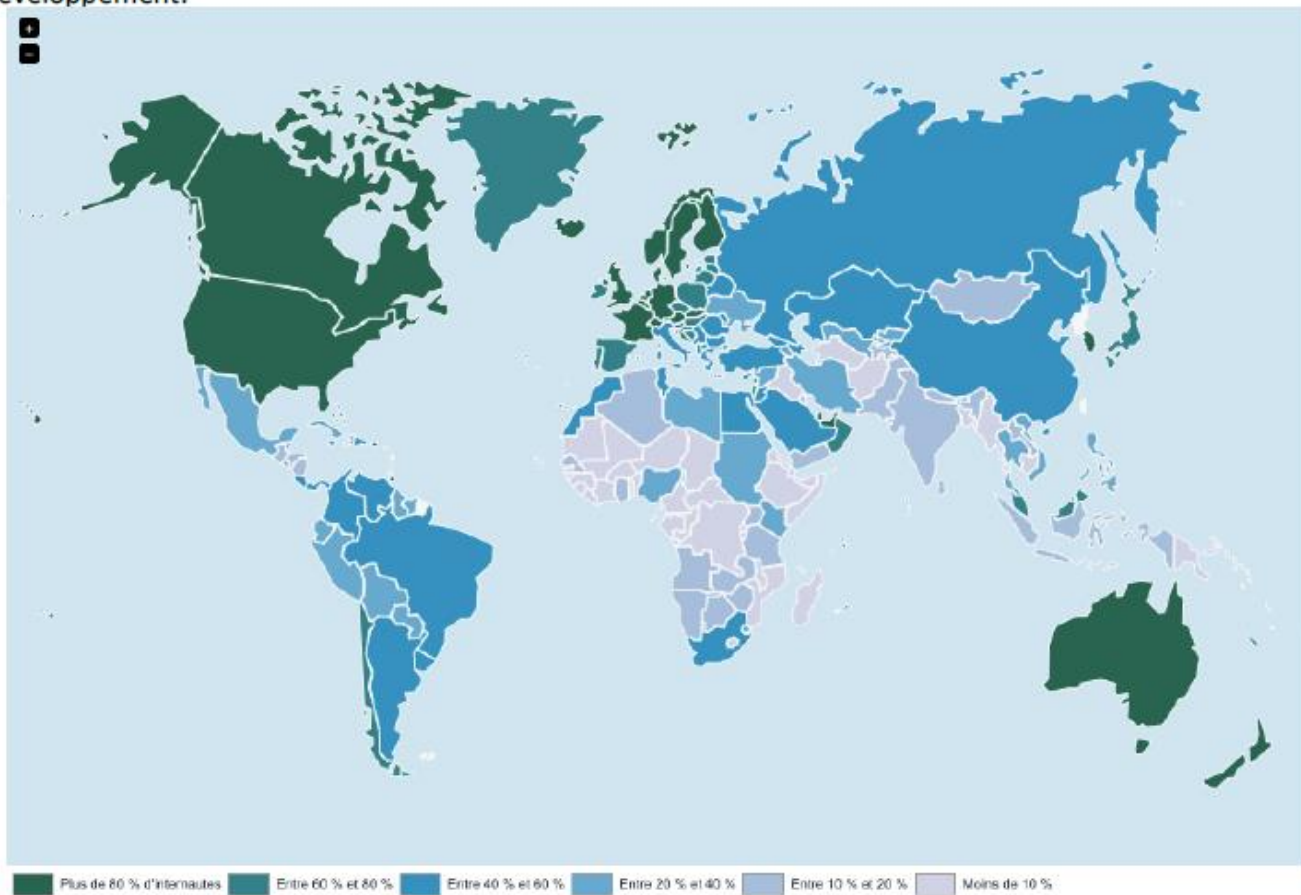 eveloppement.
+
−
Plus de 80 % d'internautes
Entre 60 % et 80 %
Entre 40 % et 60 %
Entre 20 % et 40 %
Entre 10 % et 20 %
Moins de 10 %